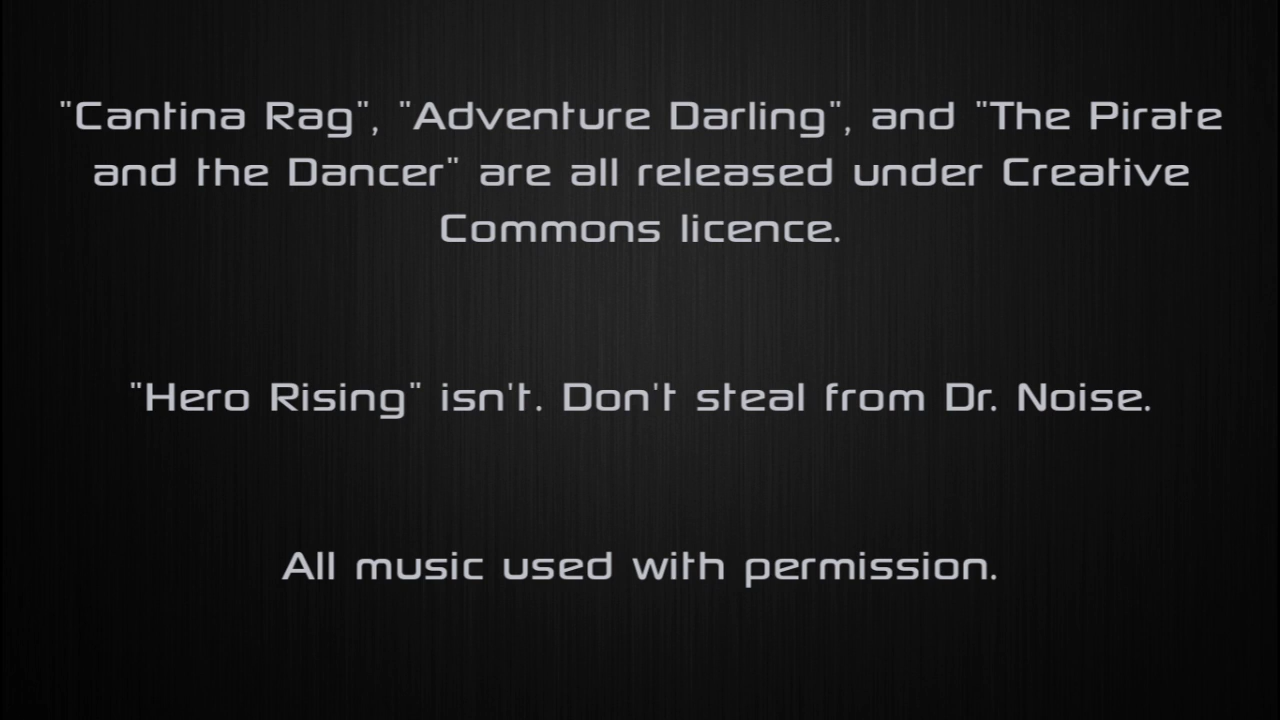 "Cantina Rag", "Adventure Darling", and "The Pirate
and the Dancer" are all released under Creative
Commons licence.
"Hero Rising" isn't. Don't steal from Dr. Noise.
All music used with permission.